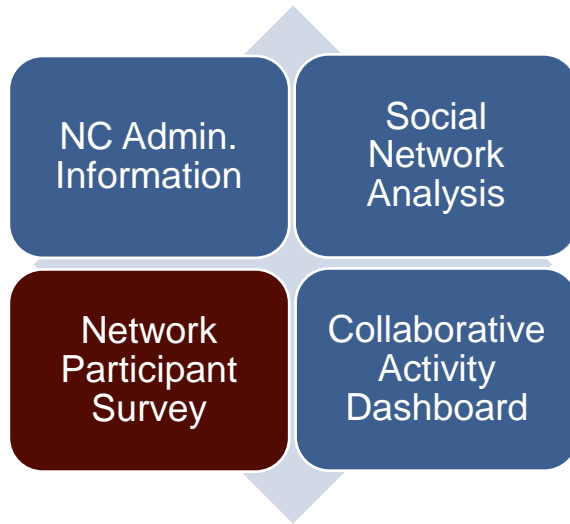 NC Admin.
Information
Social
Network
Analysis
Network
Participant
Survey
Collaborative
Activity
Dashboard